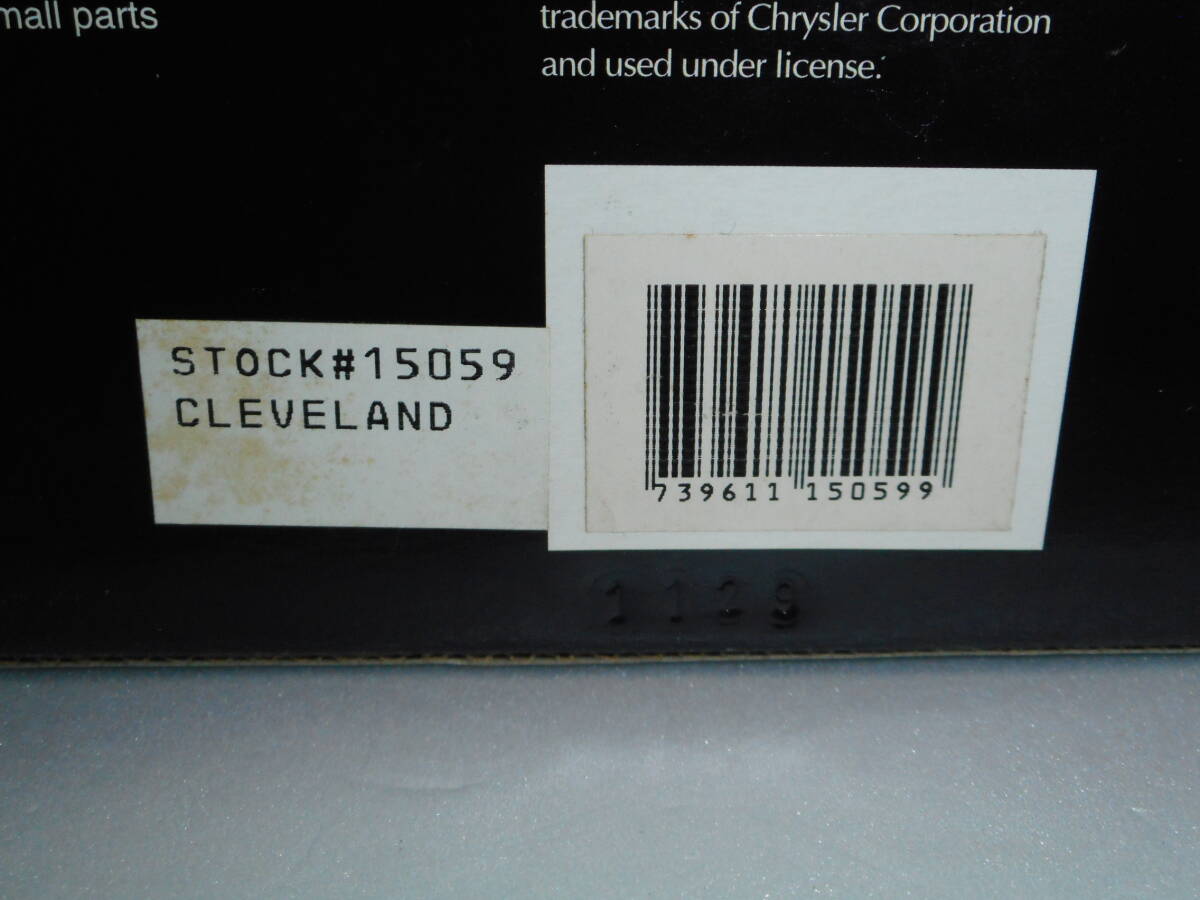 mall parts
trademarks of Chrysler Corporation
and used under license.
STOCK#15059
CLEVELAND
739611 150599
1129